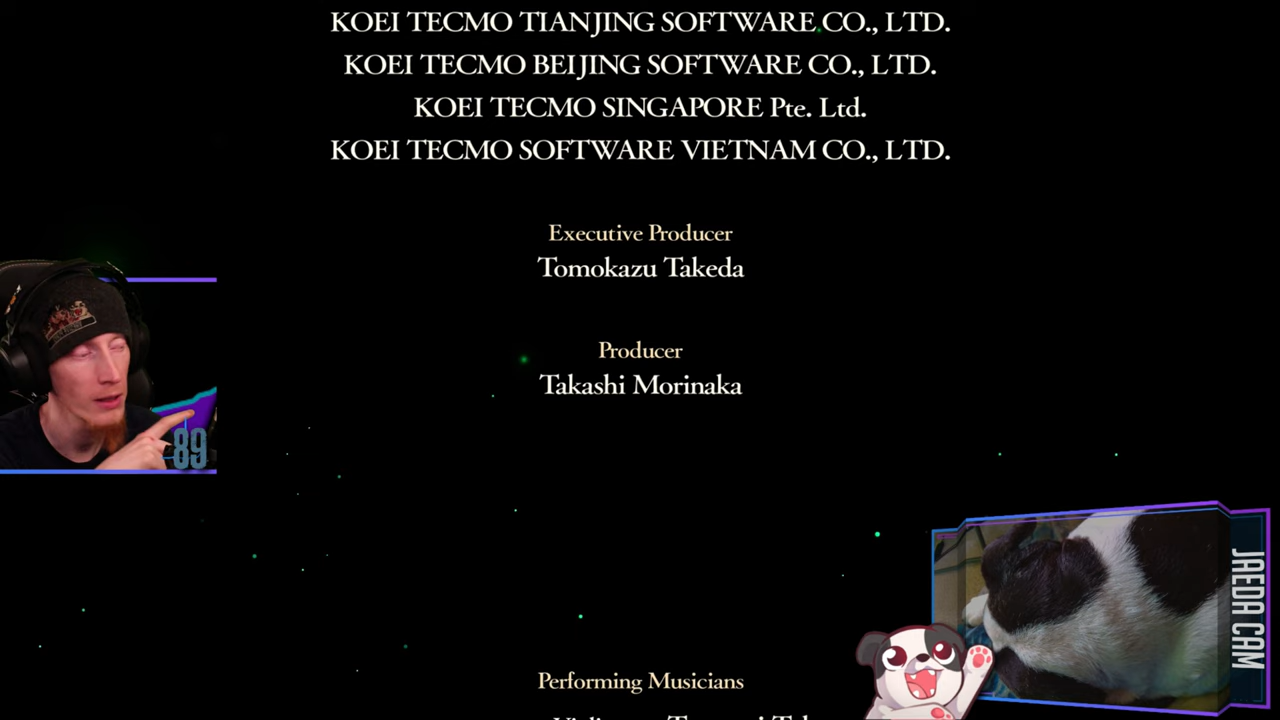 KOEI TECMO TIANJING SOFTWARE CO., LTD.
KOEI TECMO BEIJING SOFTWARE CO., LTD.
KOEI TECMO SINGAPORE Pte. Ltd.
KOEI TECMO SOFTWARE VIETNAM CO., LTD.
Executive Producer
Tomokazu Takeda
Producer
Takashi Morinaka
89
JAEDA CAM
Performing Musicians